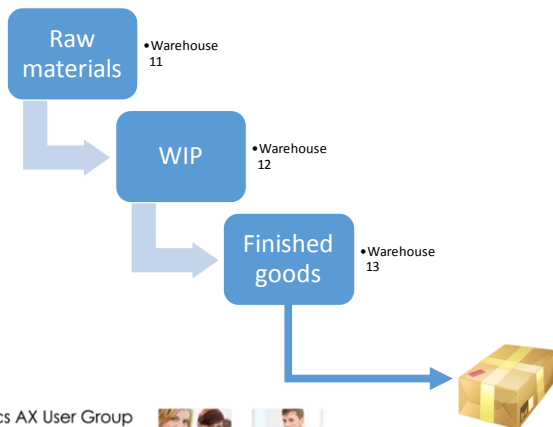 Raw
materials
•Warehouse
11
WIP
•Warehouse
12
Finished
goods
•Warehouse
13
cs AX User Group